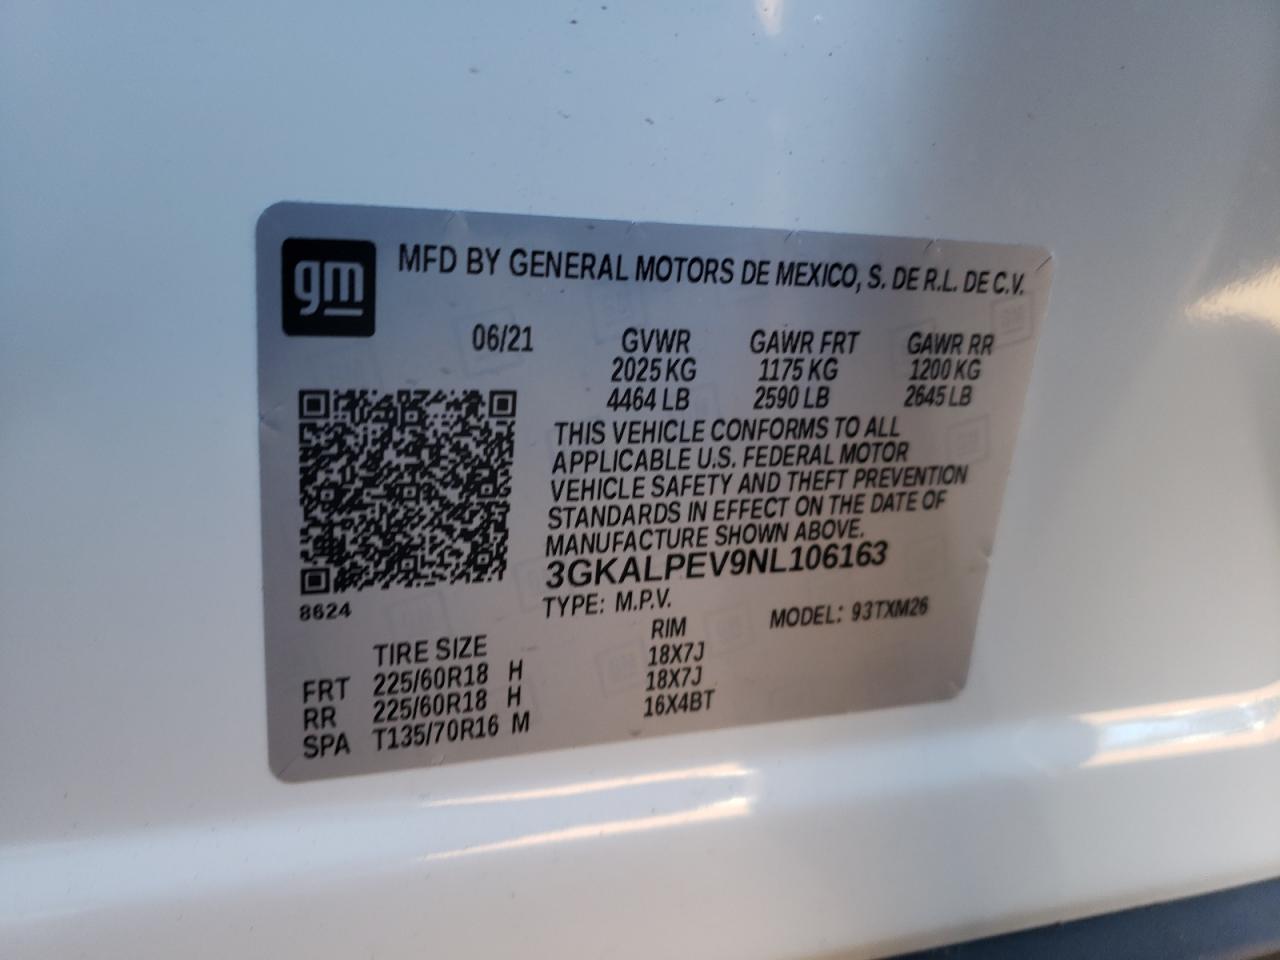 gm
MFD BY GENERAL MOTORS DE MEXICO, S. DE R.L. DE C.V.
06/21 GVWR GAWR FRT GAWR RR
2025 KG 1175 KG 1200 KG
4464 LB 2590 LB 2645 LB
THIS VEHICLE CONFORMS TO ALL
APPLICABLE U.S. FEDERAL MOTOR
VEHICLE SAFETY AND THEFT PREVENTION
STANDARDS IN EFFECT ON THE DATE OF
MANUFACTURE SHOWN ABOVE.
3GKALPEV9NL106163
8624
TYPE: M.P.V. MODEL: 93TXM26
TIRE SIZE RIM
FRT 225/60R18 H 18X7J
RR 225/60R18 H 18X7J
SPA T135/70R16 M 16X4BT